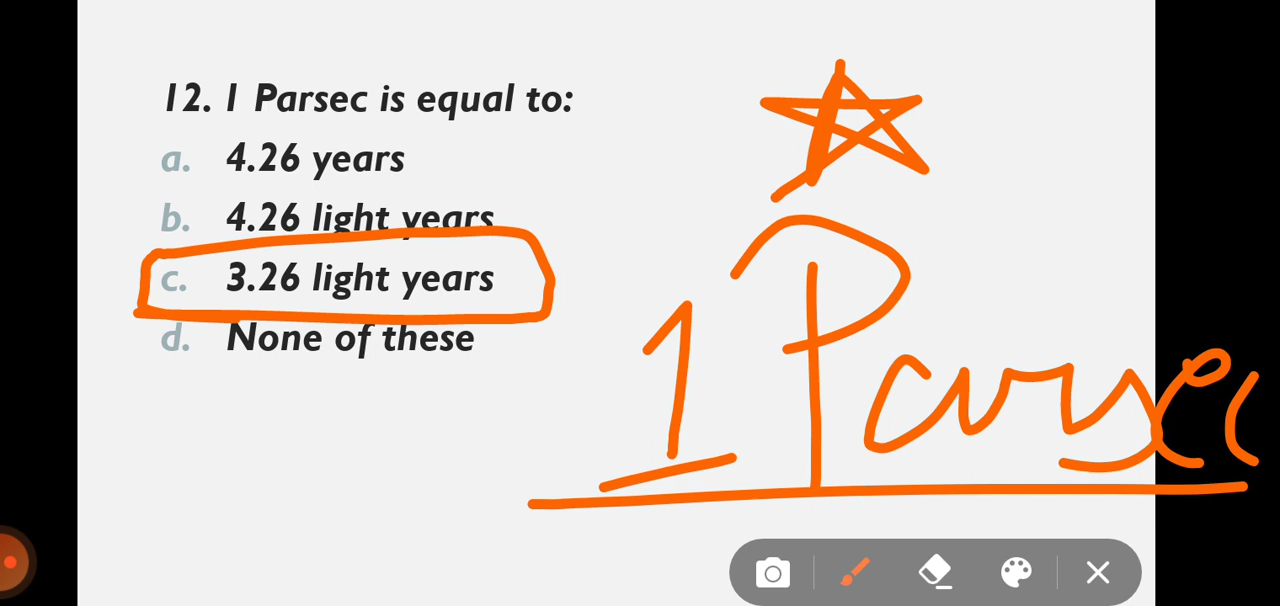 12. 1 Parsec is equal to:
a. 4.26 years
b. 4.26 light years
c. 3.26 light years
d. None of these
1 Parsec